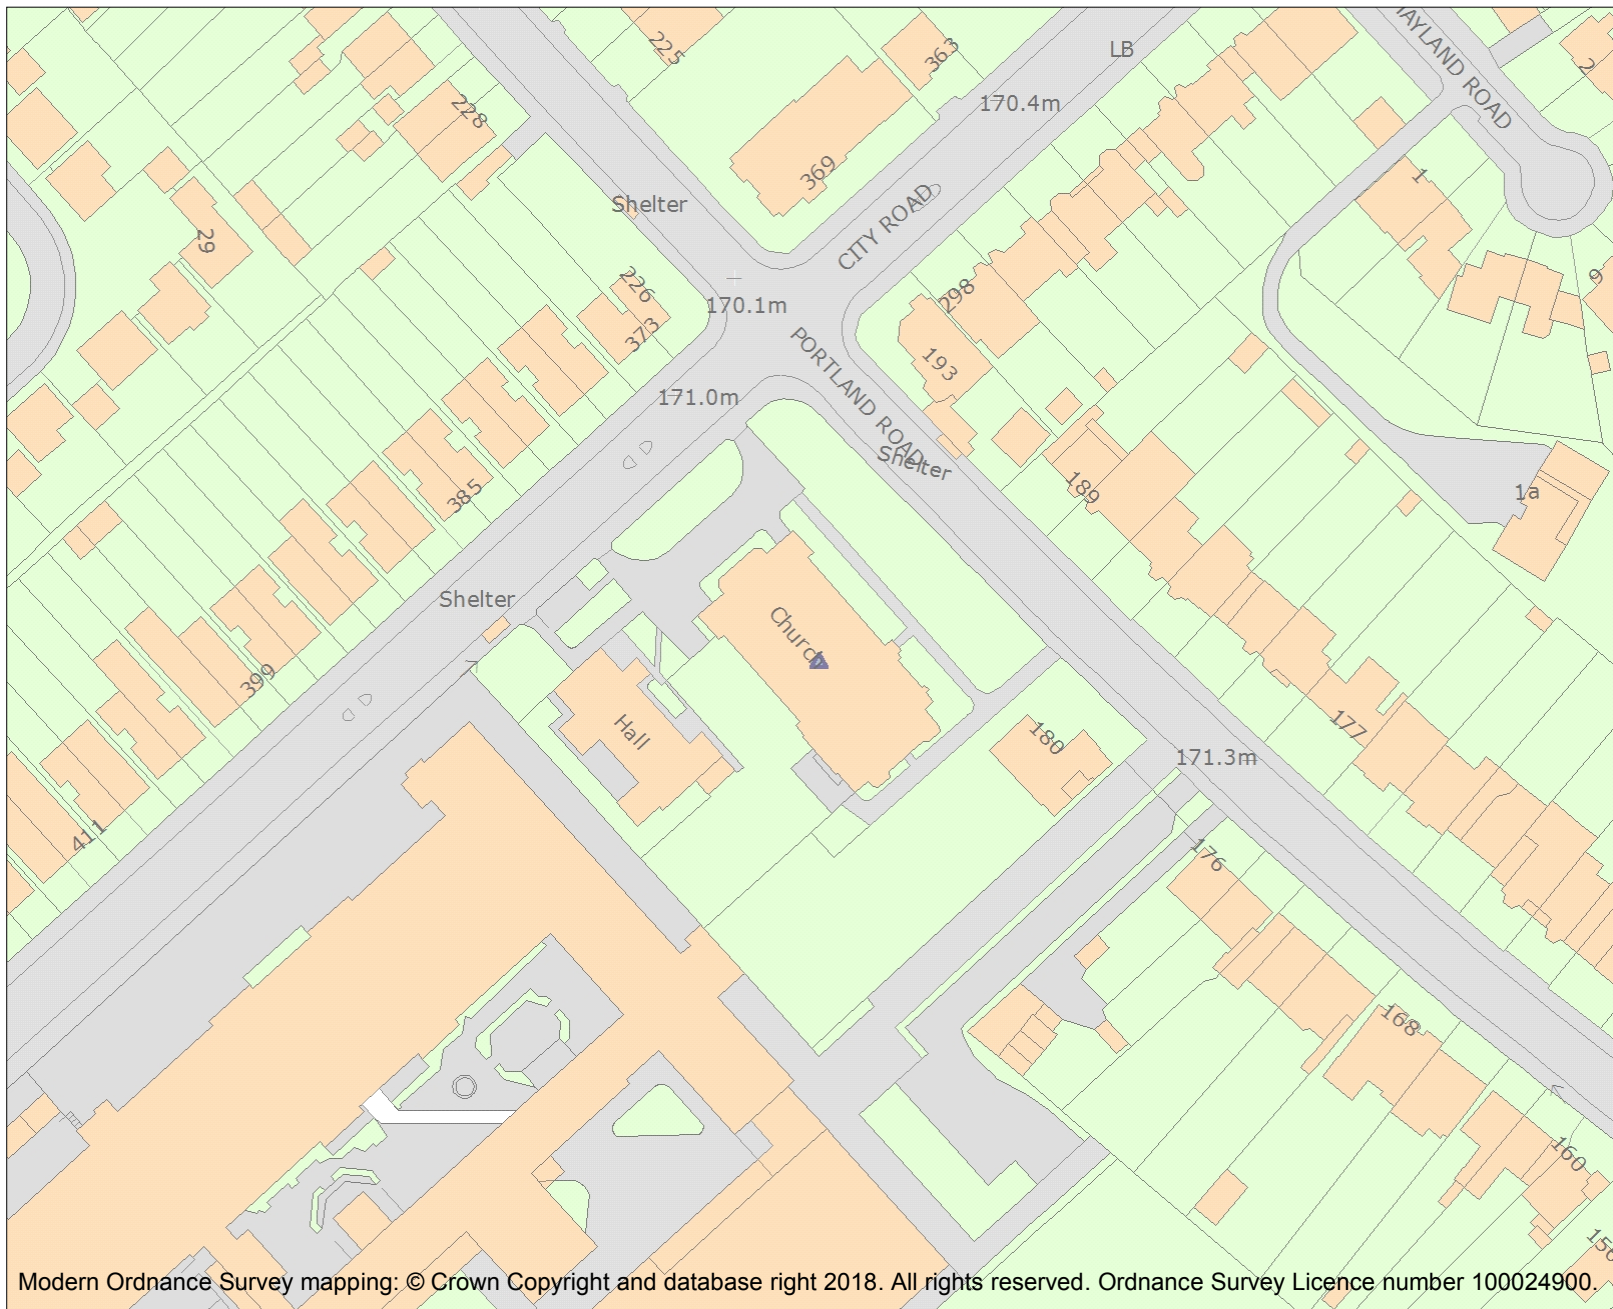 225
363
LB
170.4m
MAYLAND ROAD
2
228
369
1
Shelter
CITY ROAD
29
226
170.1m
298
9
373
PORTLAND ROAD
193
171.0m
Shelter
385
189
1a
Shelter
Church
399
Hall
180
177
171.3m
411
176
168
160
156
Modern Ordnance Survey mapping: © Crown Copyright and database right 2018. All rights reserved. Ordnance Survey Licence number 100024900.